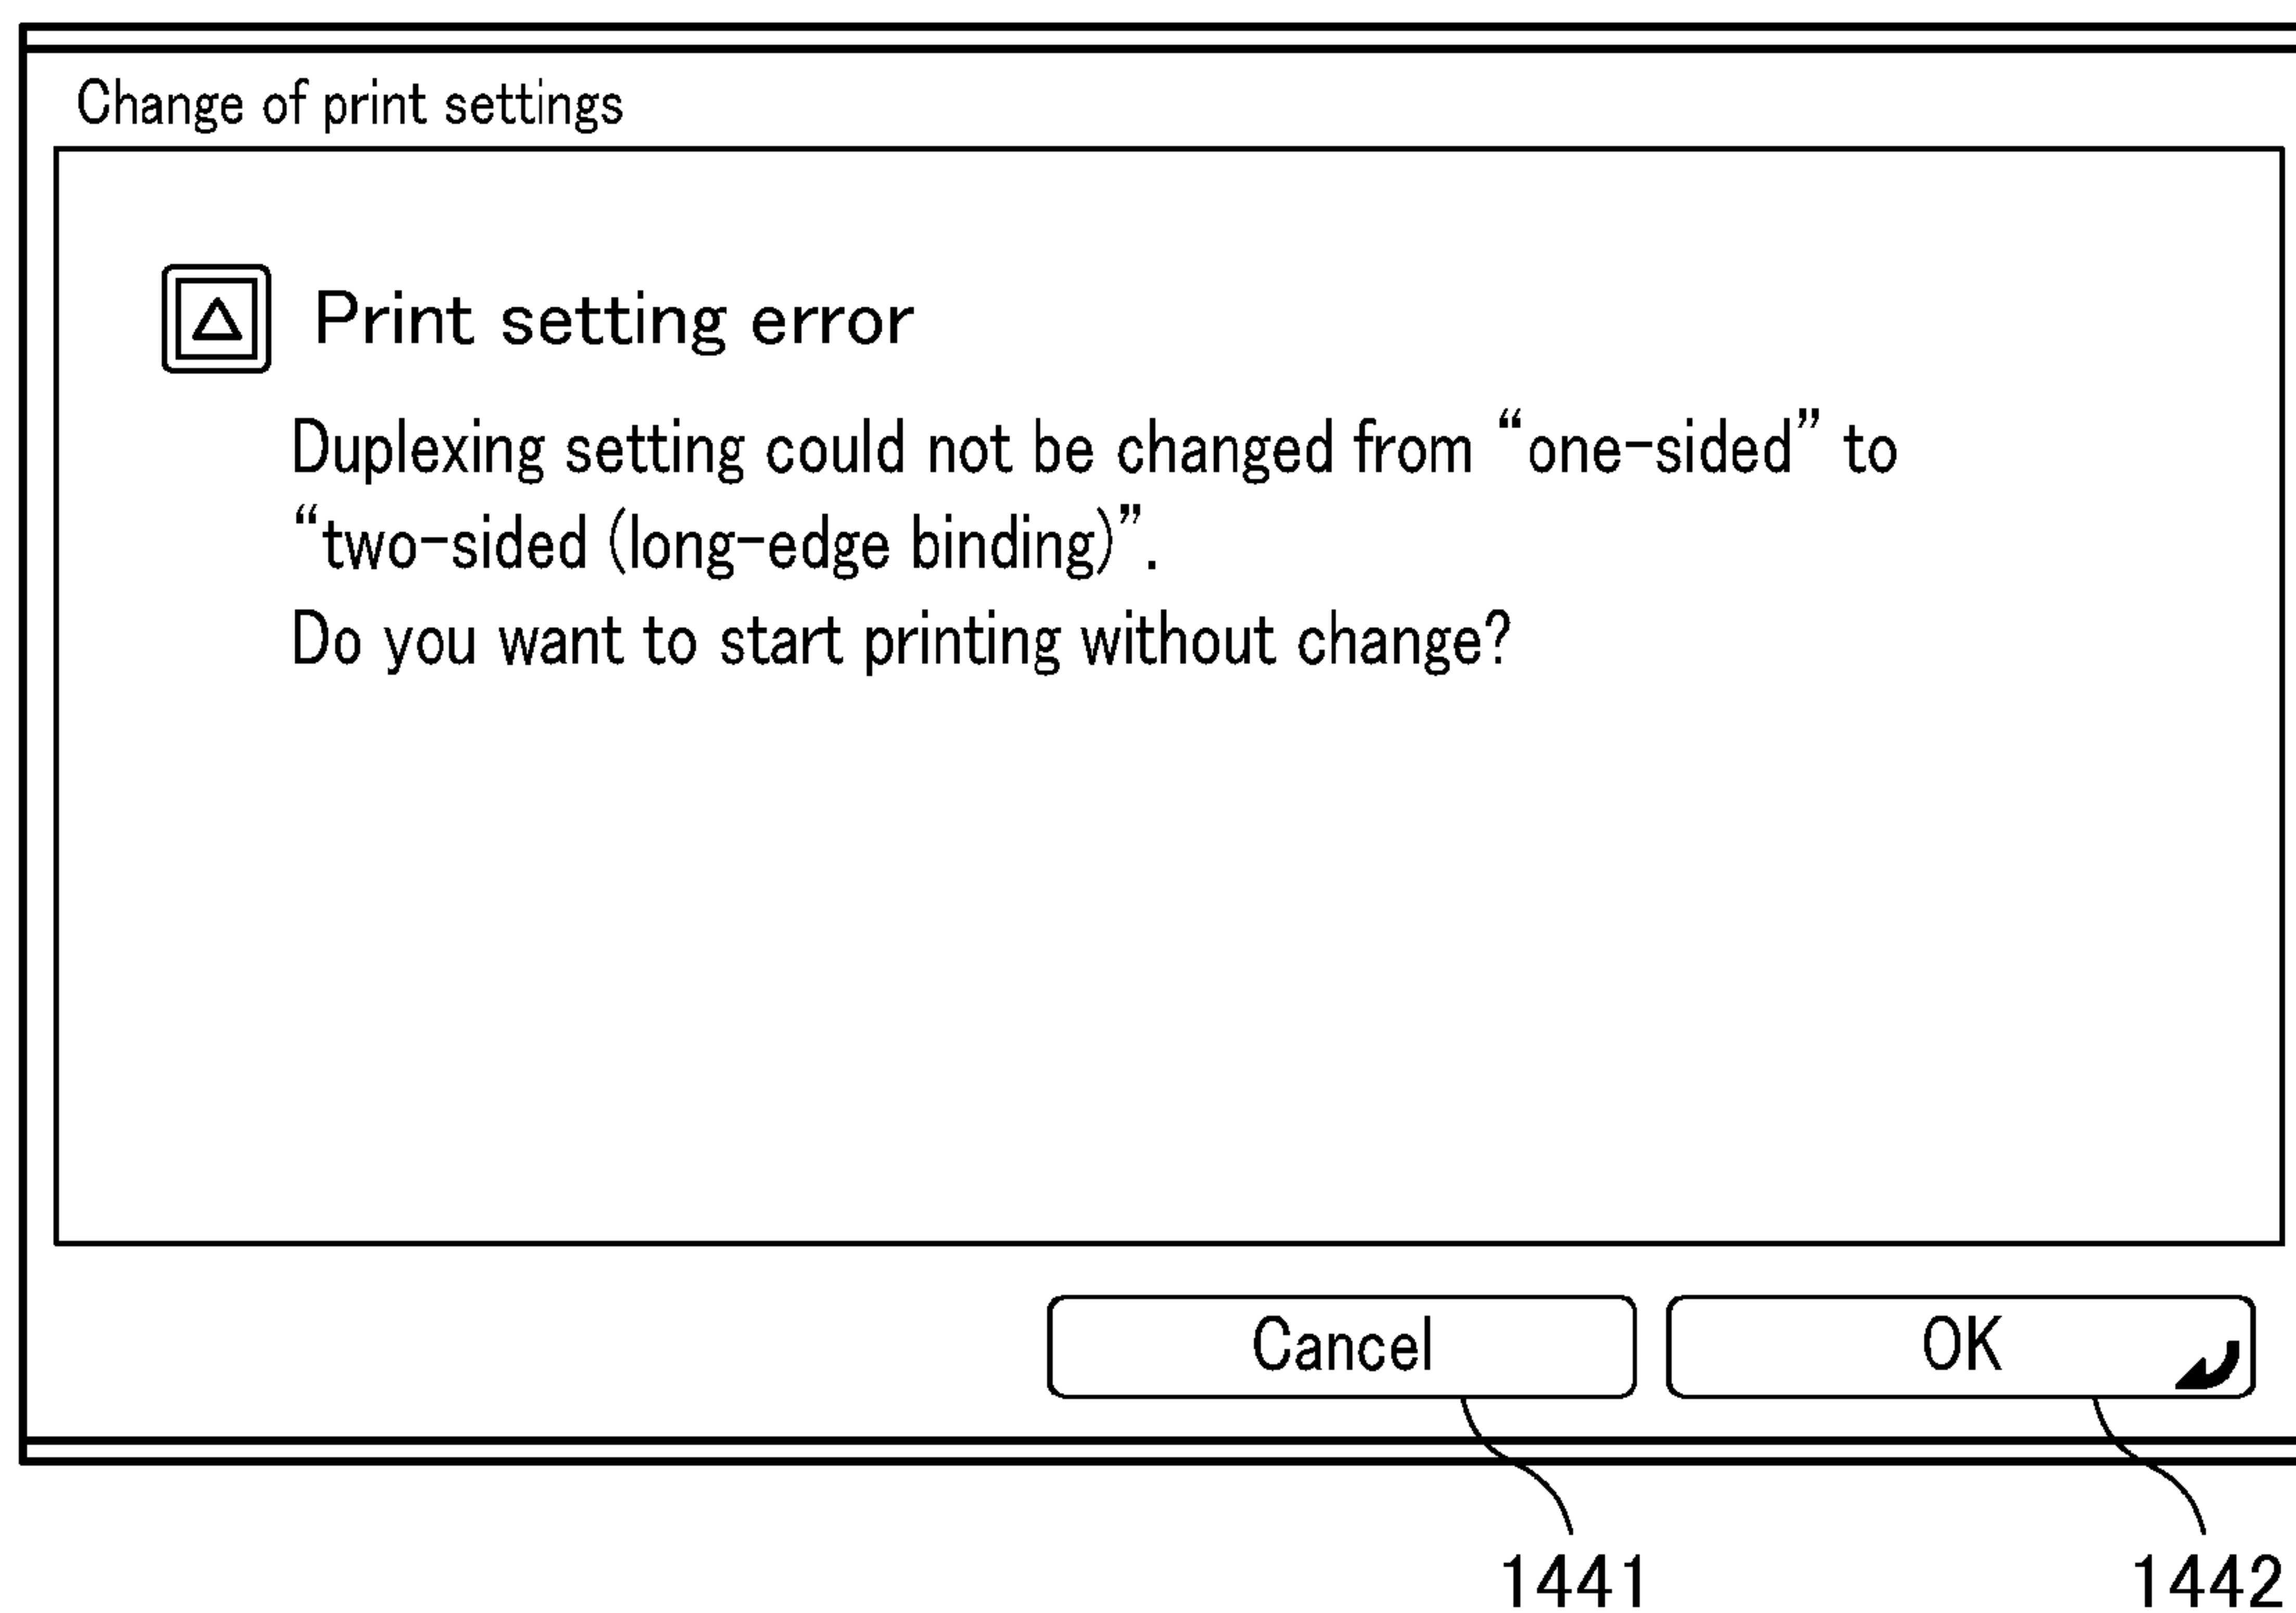 Change of print settings
Print setting error
Duplexing setting could not be changed from “one-sided” to
“two-sided (long-edge binding)”.
Do you want to start printing without change?
Cancel
OK
1441
1442